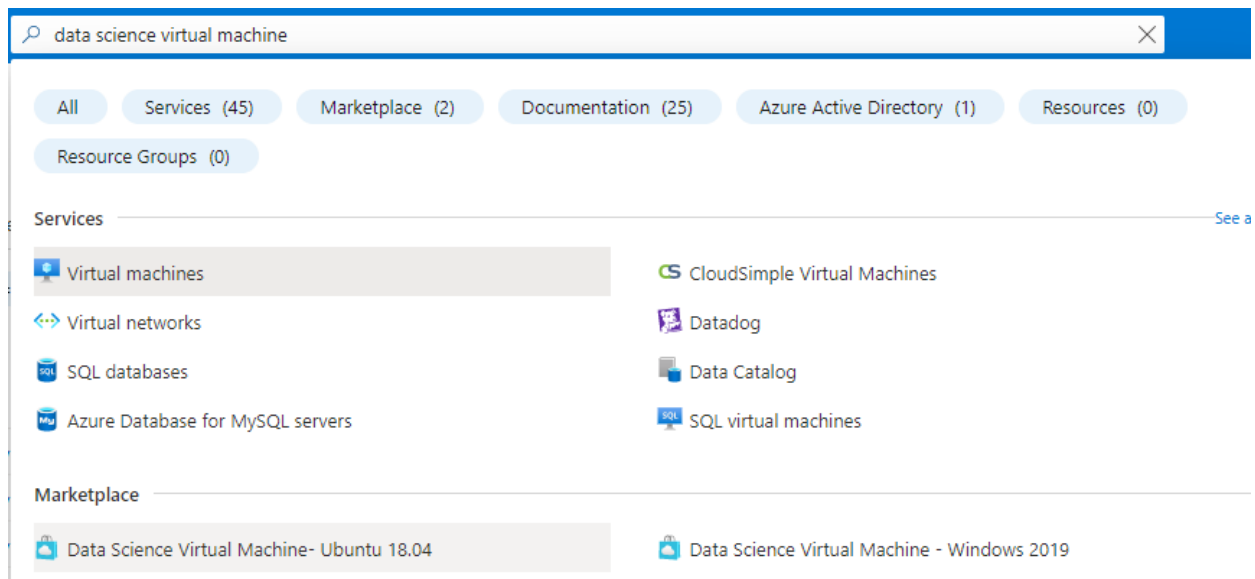 data science virtual machine
All Services (45) Marketplace (2) Documentation (25) Azure Active Directory (1) Resources (0)
Resource Groups (0)
Services See a
Virtual machines CloudSimple Virtual Machines
Virtual networks Datadog
SQL databases Data Catalog
Azure Database for MySQL servers SQL virtual machines
Marketplace
Data Science Virtual Machine- Ubuntu 18.04 Data Science Virtual Machine - Windows 2019